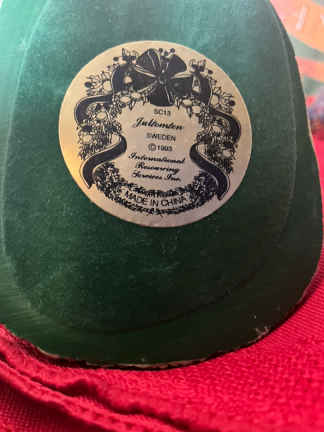 SC13
Jultomten
SWEDEN
© 1993
International
Resourcing
Services Inc.
MADE IN CHINA